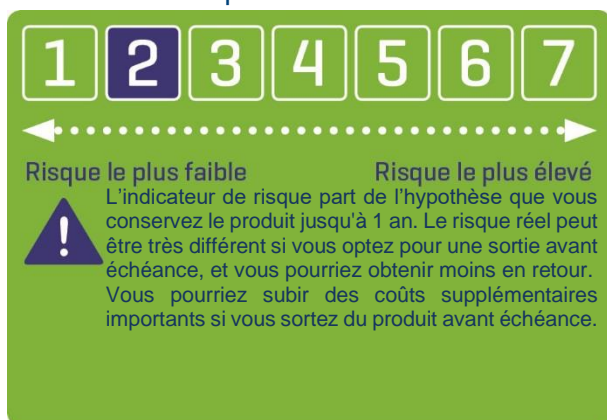 1 2 3 4 5 6 7
Risque le plus faible Risque le plus élevé
L'indicateur de risque part de l'hypothèse que vous
conservez le produit jusqu'à 1 an. Le risque réel peut
être très différent si vous optez pour une sortie avant
échéance, et vous pourriez obtenir moins en retour.
Vous pourriez subir des coûts supplémentaires
importants si vous sortez du produit avant échéance.
!